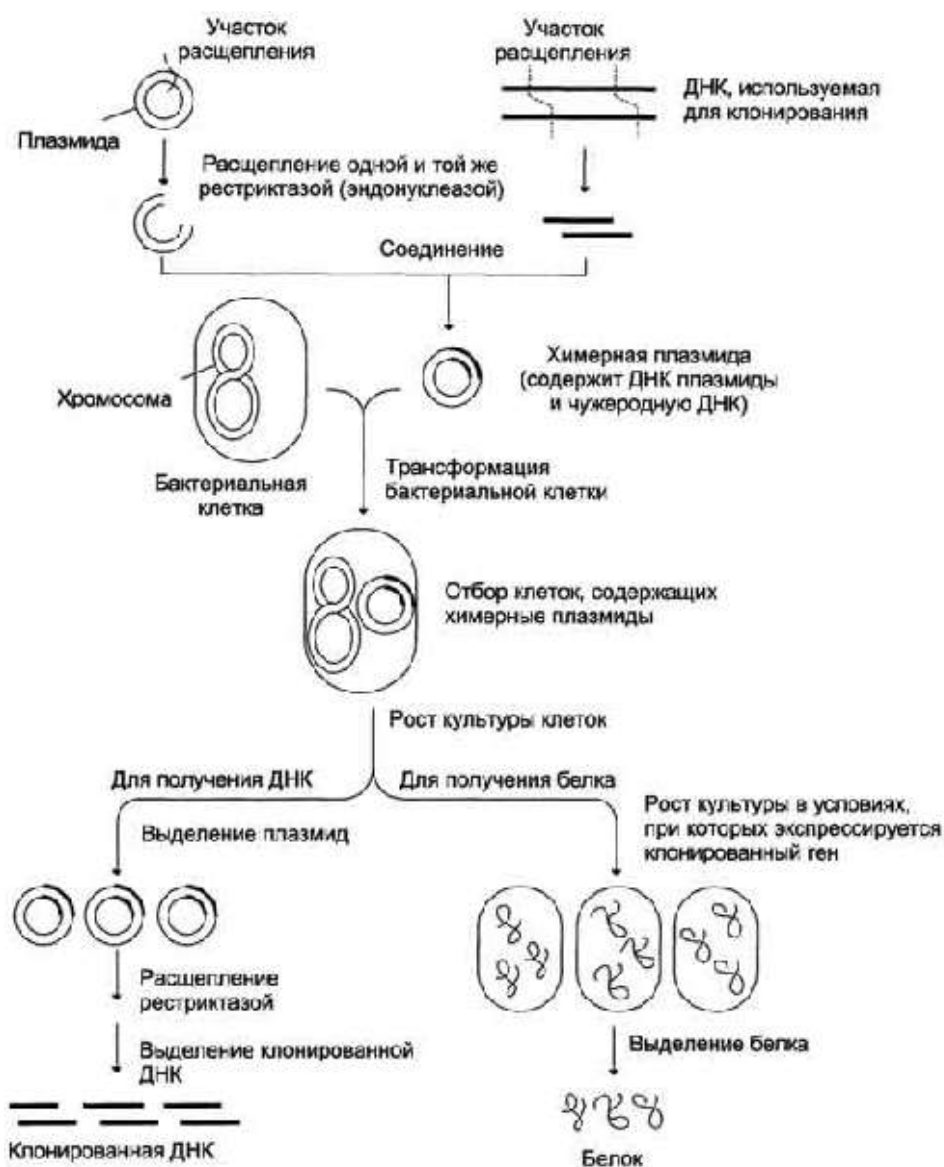 Участок
расщепления
Участок
расщепления
ДНК, используемая
для клонирования
Плазмида
Расщепление одной и той же
рестриктазой (эндонуклеазой)
Соединение
Хромосома
Химерная плазмида
(содержит ДНК плазмиды
и чужеродную ДНК)
Бактериальная
клетка
Трансформация
бактериальной клетки
Отбор клеток, содержащих
химерные плазмиды
Рост культуры клеток
Для получения ДНК
Для получения белка
Выделение плазмид
Рост культуры в условиях,
при которых экспрессируется
клонированный ген
Расщепление
рестриктазой
Выделение клонированной
ДНК
Выделение белка
Клонированная ДНК
Белок